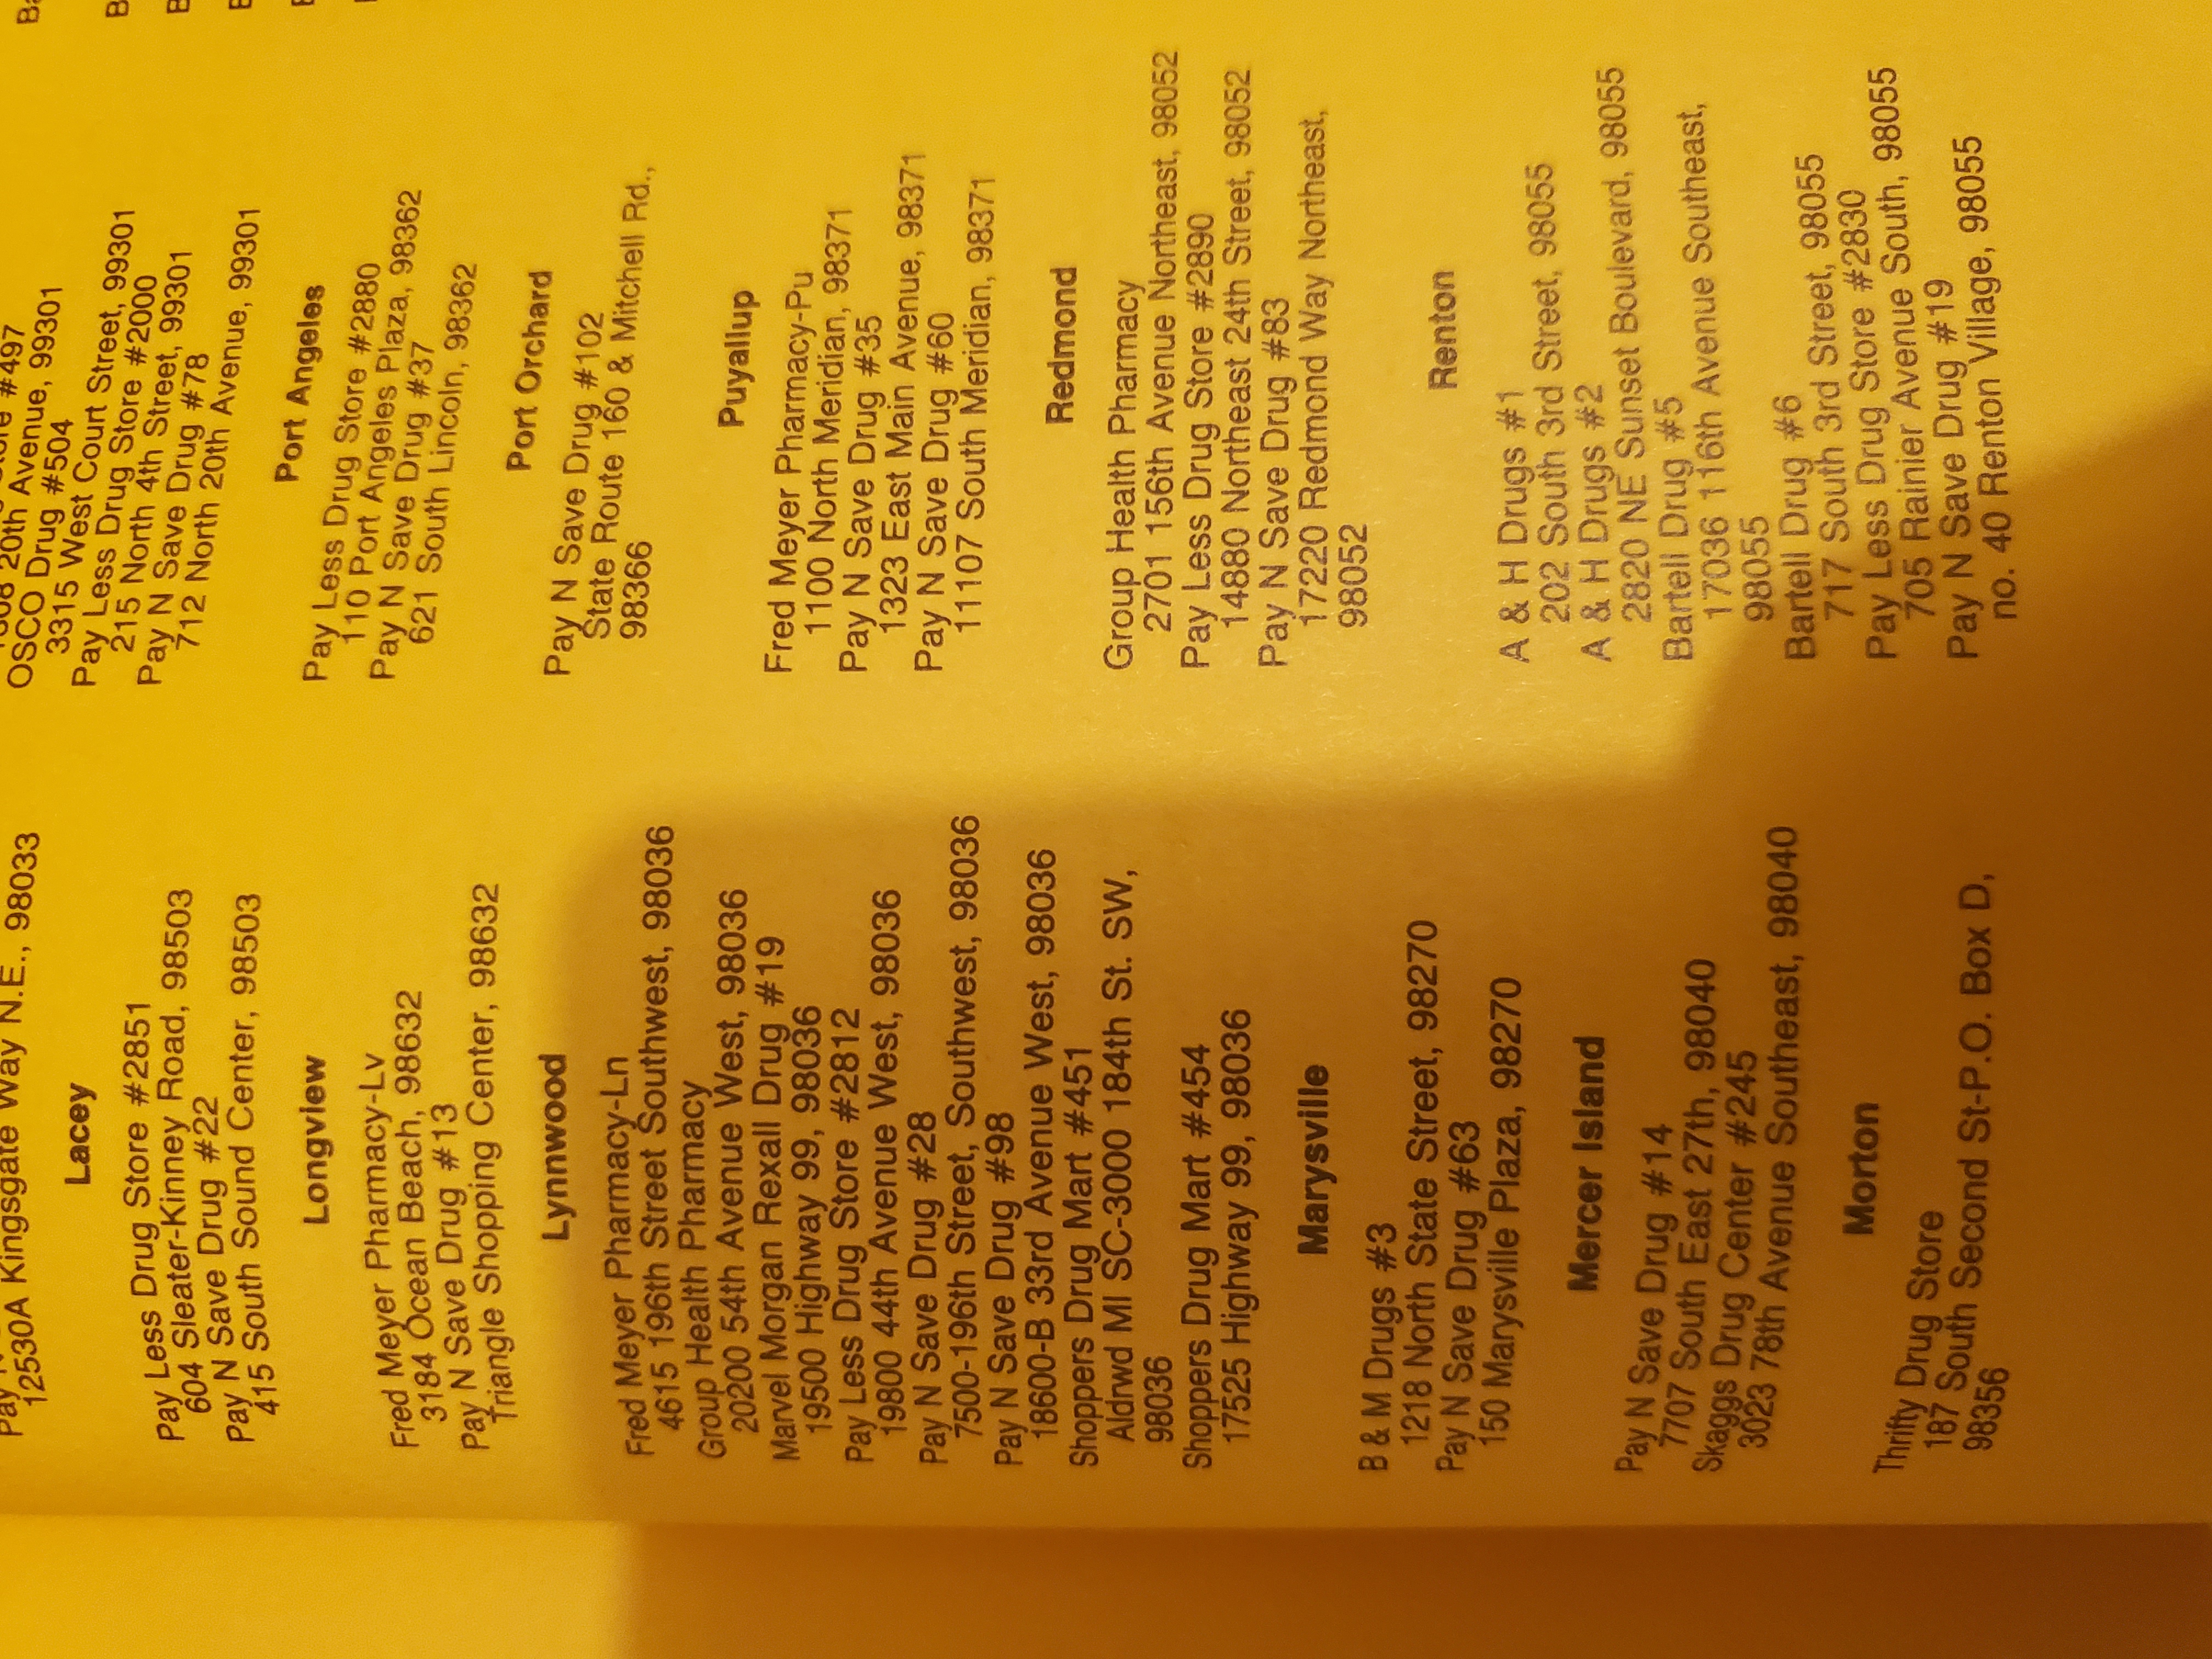 12530A Kingsgate Way N.E., 98033
Lacey
Pay Less Drug Store #2851
604 Sleater-Kinney Road, 98503
Pay N Save Drug #22
415 South Sound Center, 98503
Longview
Fred Meyer Pharmacy-Lv
3184 Ocean Beach, 98632
Pay N Save Drug #13
Triangle Shopping Center, 98632
Lynnwood
Fred Meyer Pharmacy-Ln
4615 196th Street Southwest, 98036
Group Health Pharmacy
20200 54th Avenue West, 98036
Marvel Morgan Rexall Drug #19
19500 Highway 99, 98036
Pay Less Drug Store #2812
19800 44th Avenue West, 98036
Pay N Save Drug #28
7500-196th Street, Southwest, 98036
Pay N Save Drug #98
18600-B 33rd Avenue West, 98036
Shoppers Drug Mart #451
Aldrwd Ml SC-3000 184th St. SW,
98036
Shoppers Drug Mart #454
17525 Highway 99, 98036
Marysville
B & M Drugs #3
1218 North State Street, 98270
Pay N Save Drug #63
150 Marysville Plaza, 98270
Mercer Island
Pay N Save Drug #14
7707 South East 27th, 98040
Skaggs Drug Center #245
3023 78th Avenue Southeast, 98040
Morton
Thrifty Drug Store
187 South Second St-P.O. Box D,
98356
20th Avenue, 99301
OSCO Drug #504
3315 West Court Street, 99301
Pay Less Drug Store #2000
215 North 4th Street, 99301
Pay N Save Drug #78
712 North 20th Avenue, 99301
Port Angeles
Pay Less Drug Store #2880
110 Port Angeles Plaza, 98362
Pay N Save Drug #37
621 South Lincoln, 98362
Port Orchard
Pay N Save Drug #102
State Route 160 & Mitchell Rd.,
98366
Puyallup
Fred Meyer Pharmacy-Pu
1100 North Meridian, 98371
Pay N Save Drug #35
1323 East Main Avenue, 98371
Pay N Save Drug #60
11107 South Meridian, 98371
Redmond
Group Health Pharmacy
2701 156th Avenue Northeast, 98052
Pay Less Drug Store #2890
14880 Northeast 24th Street, 98052
Pay N Save Drug #83
17220 Redmond Way Northeast,
98052
Renton
A & H Drugs #1
202 South 3rd Street, 98055
A & H Drugs #2
2820 NE Sunset Boulevard, 98055
Bartell Drug #5
17036 116th Avenue Southeast,
98055
Bartell Drug #6
717 South 3rd Street, 98055
Pay Less Drug Store #2830
705 Rainier Avenue South, 98055
Pay N Save Drug #19
no. 40 Renton Village, 98055